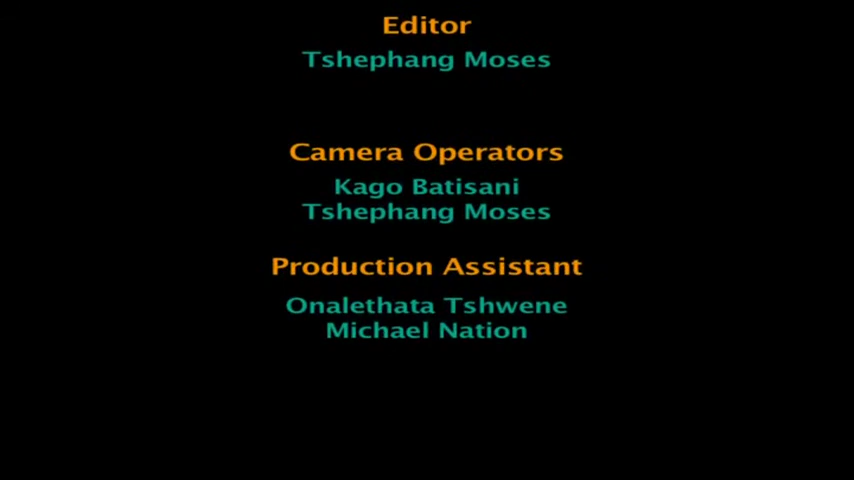 Editor
Tshephang Moses
Camera Operators
Kago Batisani
Tshephang Moses
Production Assistant
Onalethata Tshwene
Michael Nation